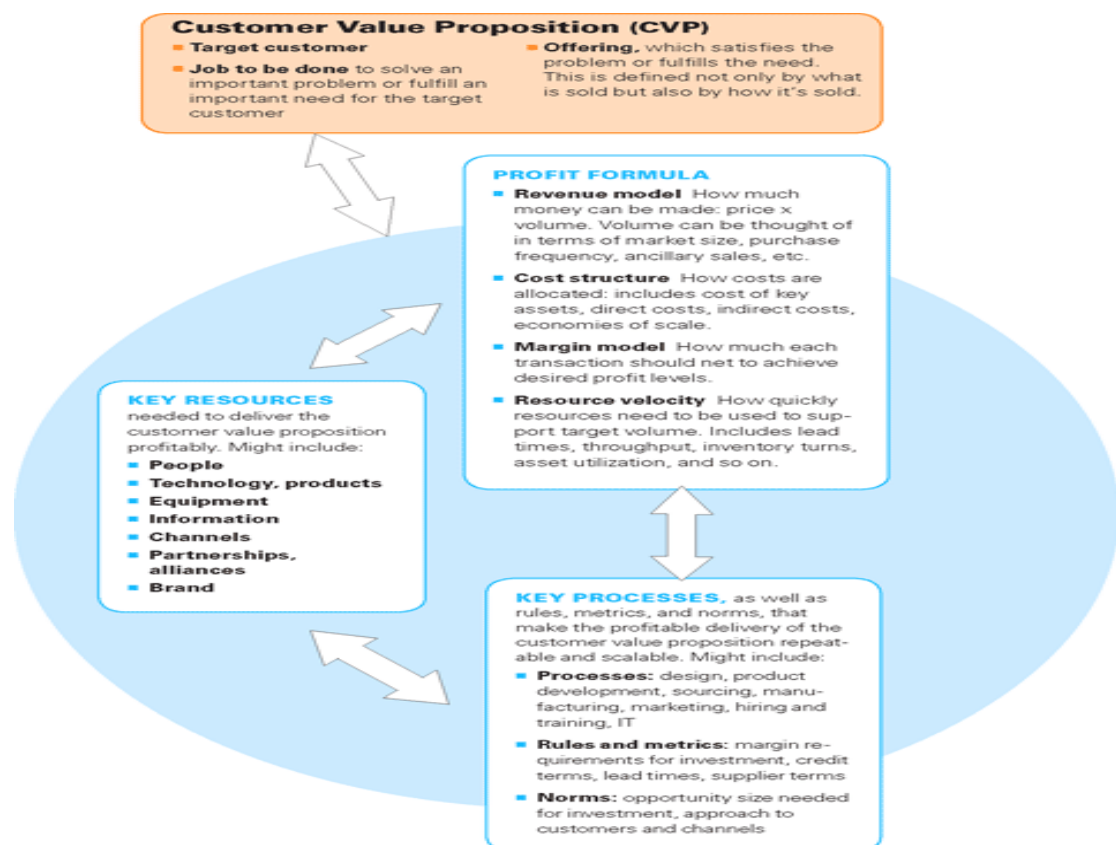 Customer Value Proposition (CVP)
Target customer
Job to be done to solve an
important problem or fulfill an
important need for the target
customer
Offering, which satisfies the
problem or fulfills the need.
This is defined not only by what
is sold but also by how it's sold.
PROFIT FORMULA
Revenue model How much
money can be made: price x
volume. Volume can be thought of
in terms of market size, purchase
frequency, ancillary sales, etc.
Cost structure How costs are
allocated: includes cost of key
assets, direct costs, indirect costs,
economies of scale.
Margin model How much each
transaction should net to achieve
desired profit levels.
Resource velocity How quickly
resources need to be used to sup-
port target volume. Includes lead
times, throughput, inventory turns,
asset utilization, and so on.
KEY RESOURCES
needed to deliver the
customer value proposition
profitably. Might include:
People
Technology, products
Equipment
Information
Channels
Partnerships,
alliances
Brand
KEY PROCESSES, as well as
rules, metrics, and norms, that
make the profitable delivery of the
customer value proposition repeat-
able and scalable. Might include:
Processes: design, product
development, sourcing, manu-
facturing, marketing, hiring and
training, IT
Rules and metrics: margin re-
quirements for investment, credit
terms, lead times, supplier terms
Norms: opportunity size needed
for investment, approach to
customers and channels